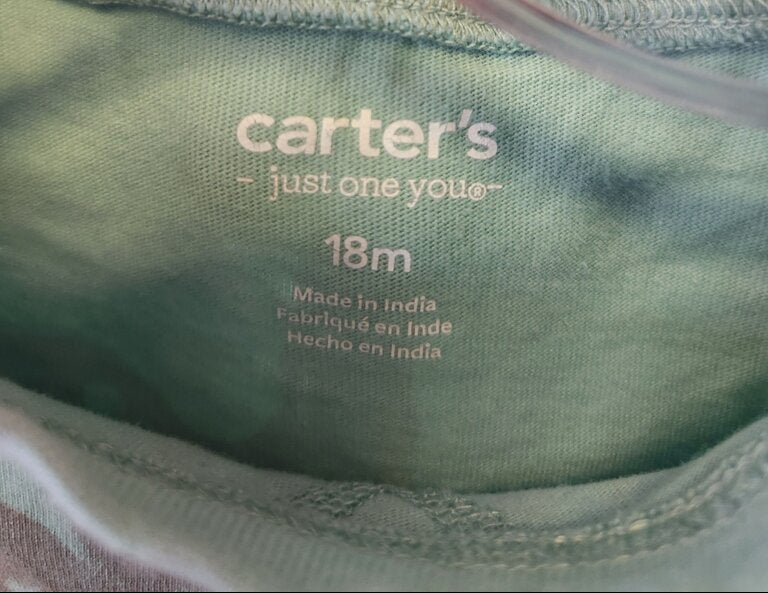 carter's
- just one you®-
18m
Made in India
Fabriqué en Inde
Hecho en India